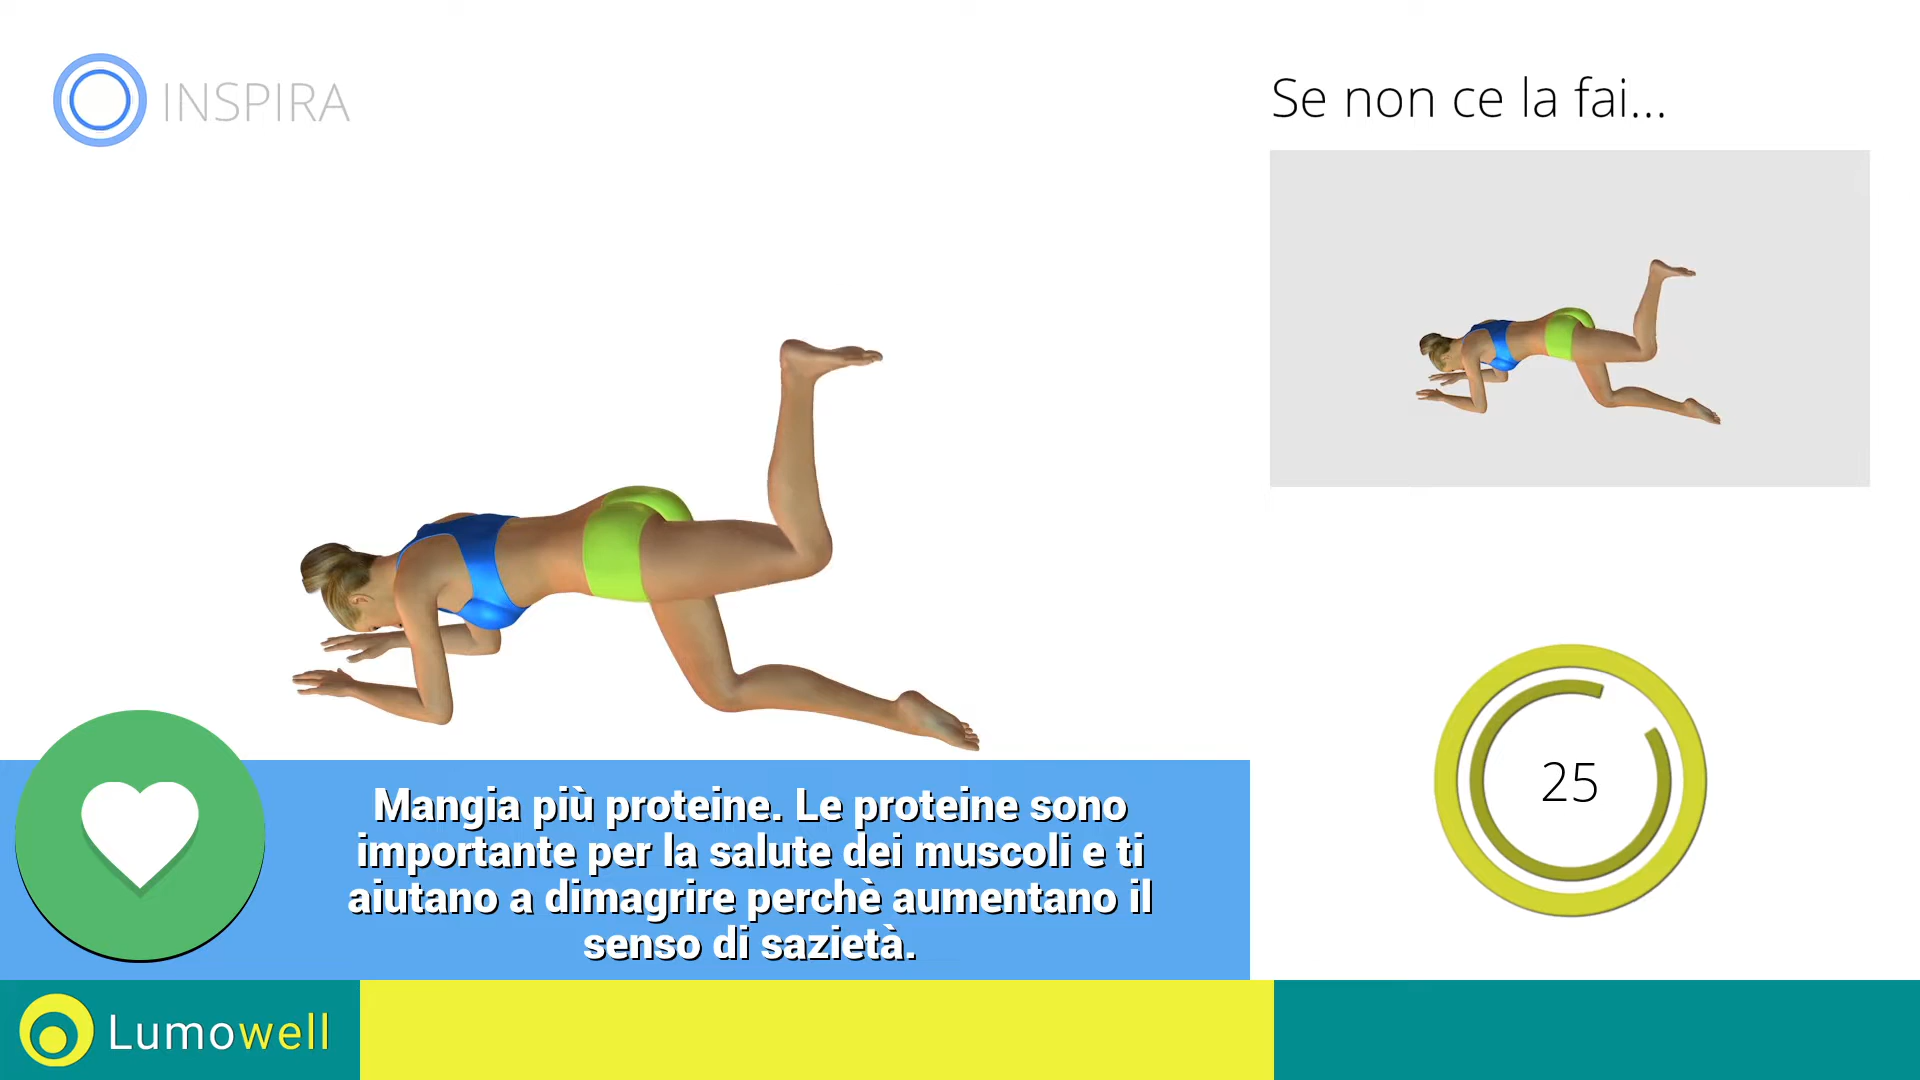 INSPIRA
Se non ce la fai...
25
Mangia più proteine. Le proteine sono
importante per la salute dei muscoli e ti
aiutano a dimagrire perchè aumentano il
senso di sazietà.
Lumowell